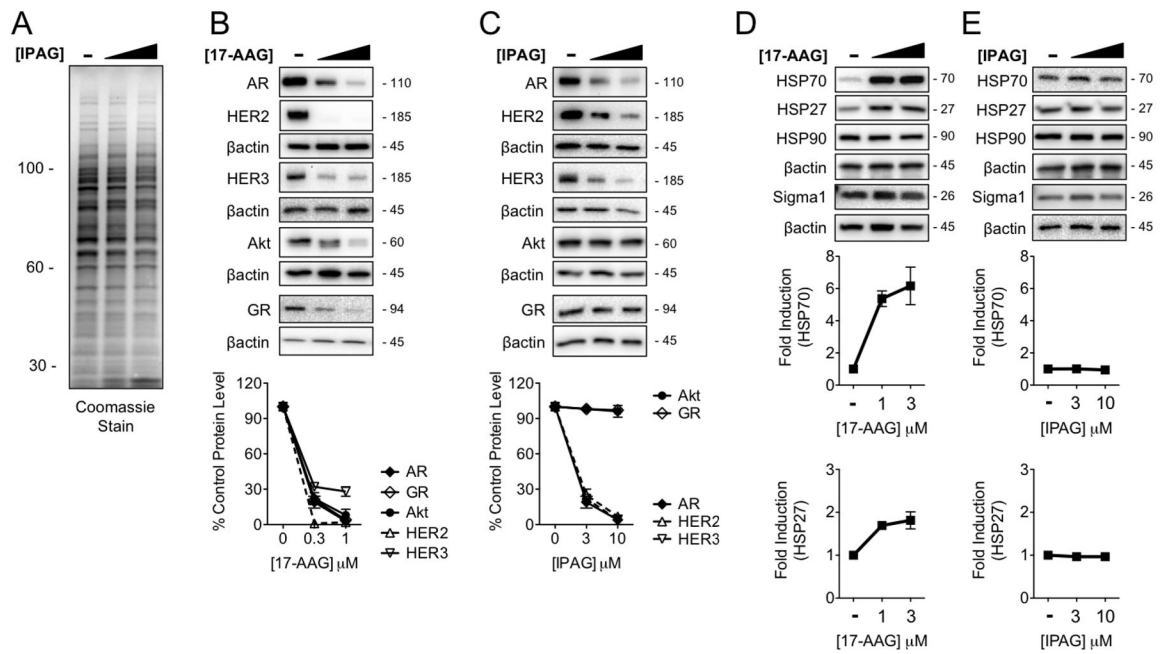 A
[IPAG] –
100 -
60 -
30 -
Coomassie
Stain
B
[17-AAG] –
AR - 110
HER2 - 185
βactin - 45
HER3 - 185
βactin - 45
Akt - 60
βactin - 45
GR - 94
βactin - 45
% Control Protein Level
120
90
60
30
0
0 0.3 1
[17-AAG] μM
AR
GR
Akt
HER2
HER3
C
[IPAG] –
AR - 110
HER2 - 185
βactin - 45
HER3 - 185
βactin - 45
Akt - 60
βactin - 45
GR - 94
βactin - 45
% Control Protein Level
120
90
60
30
0
0 3 10
[IPAG] μM
Akt
GR
AR
HER2
HER3
D
[17-AAG] –
HSP70 - 70
HSP27 - 27
HSP90 - 90
βactin - 45
Sigma1 - 26
βactin - 45
Fold Induction
(HSP70)
8
6
4
2
0
- 1 3
[17-AAG] μM
Fold Induction
(HSP27)
3
2
1
0
- 1 3
[17-AAG] μM
E
[IPAG] –
HSP70 - 70
HSP27 - 27
HSP90 - 90
βactin - 45
Sigma1 - 26
βactin - 45
Fold Induction
(HSP70)
8
6
4
2
0
- 3 10
[IPAG] μM
Fold Induction
(HSP27)
3
2
1
0
- 3 10
[IPAG] μM